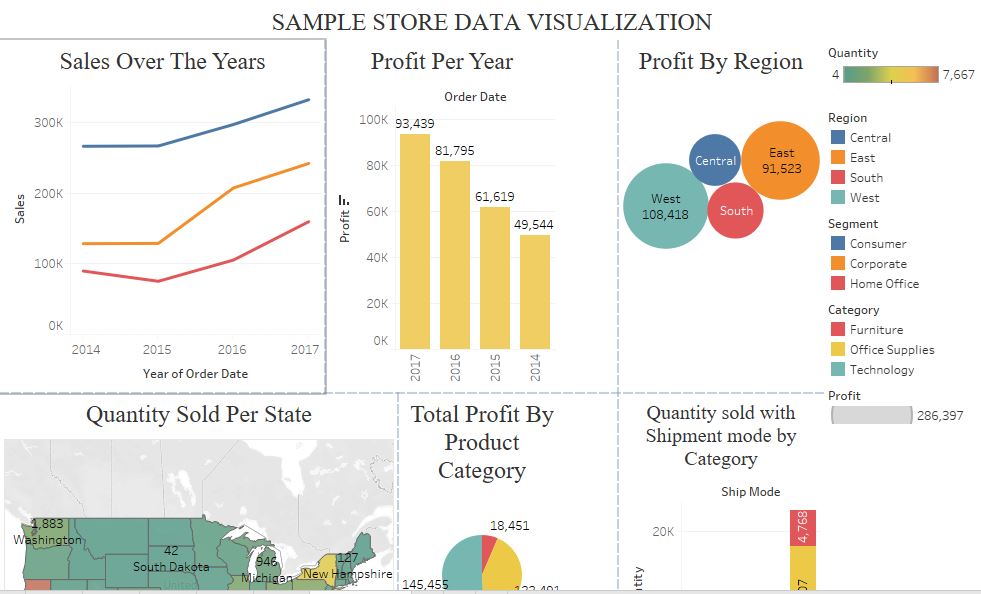 SAMPLE STORE DATA VISUALIZATION
Sales Over The Years
300K
200K
100K
0K
Sales
2014 2015 2016 2017
Year of Order Date
Profit Per Year
Order Date
100K
80K
60K
40K
20K
0K
Profit
93,439
81,795
61,619
49,544
2017 2016 2015 2014
Profit By Region
Central
East
91,523
West
108,418
South
Quantity
4 7,667
Region
Central
East
South
West
Segment
Consumer
Corporate
Home Office
Category
Furniture
Office Supplies
Technology
Profit
286,397
Quantity Sold Per State
1,883
Washington
42
South Dakota
United
946
Michigan
127
New Hampshire
Total Profit By
Product
Category
18,451
145,455
Quantity sold with
Shipment mode by
Category
Ship Mode
20K
4,768